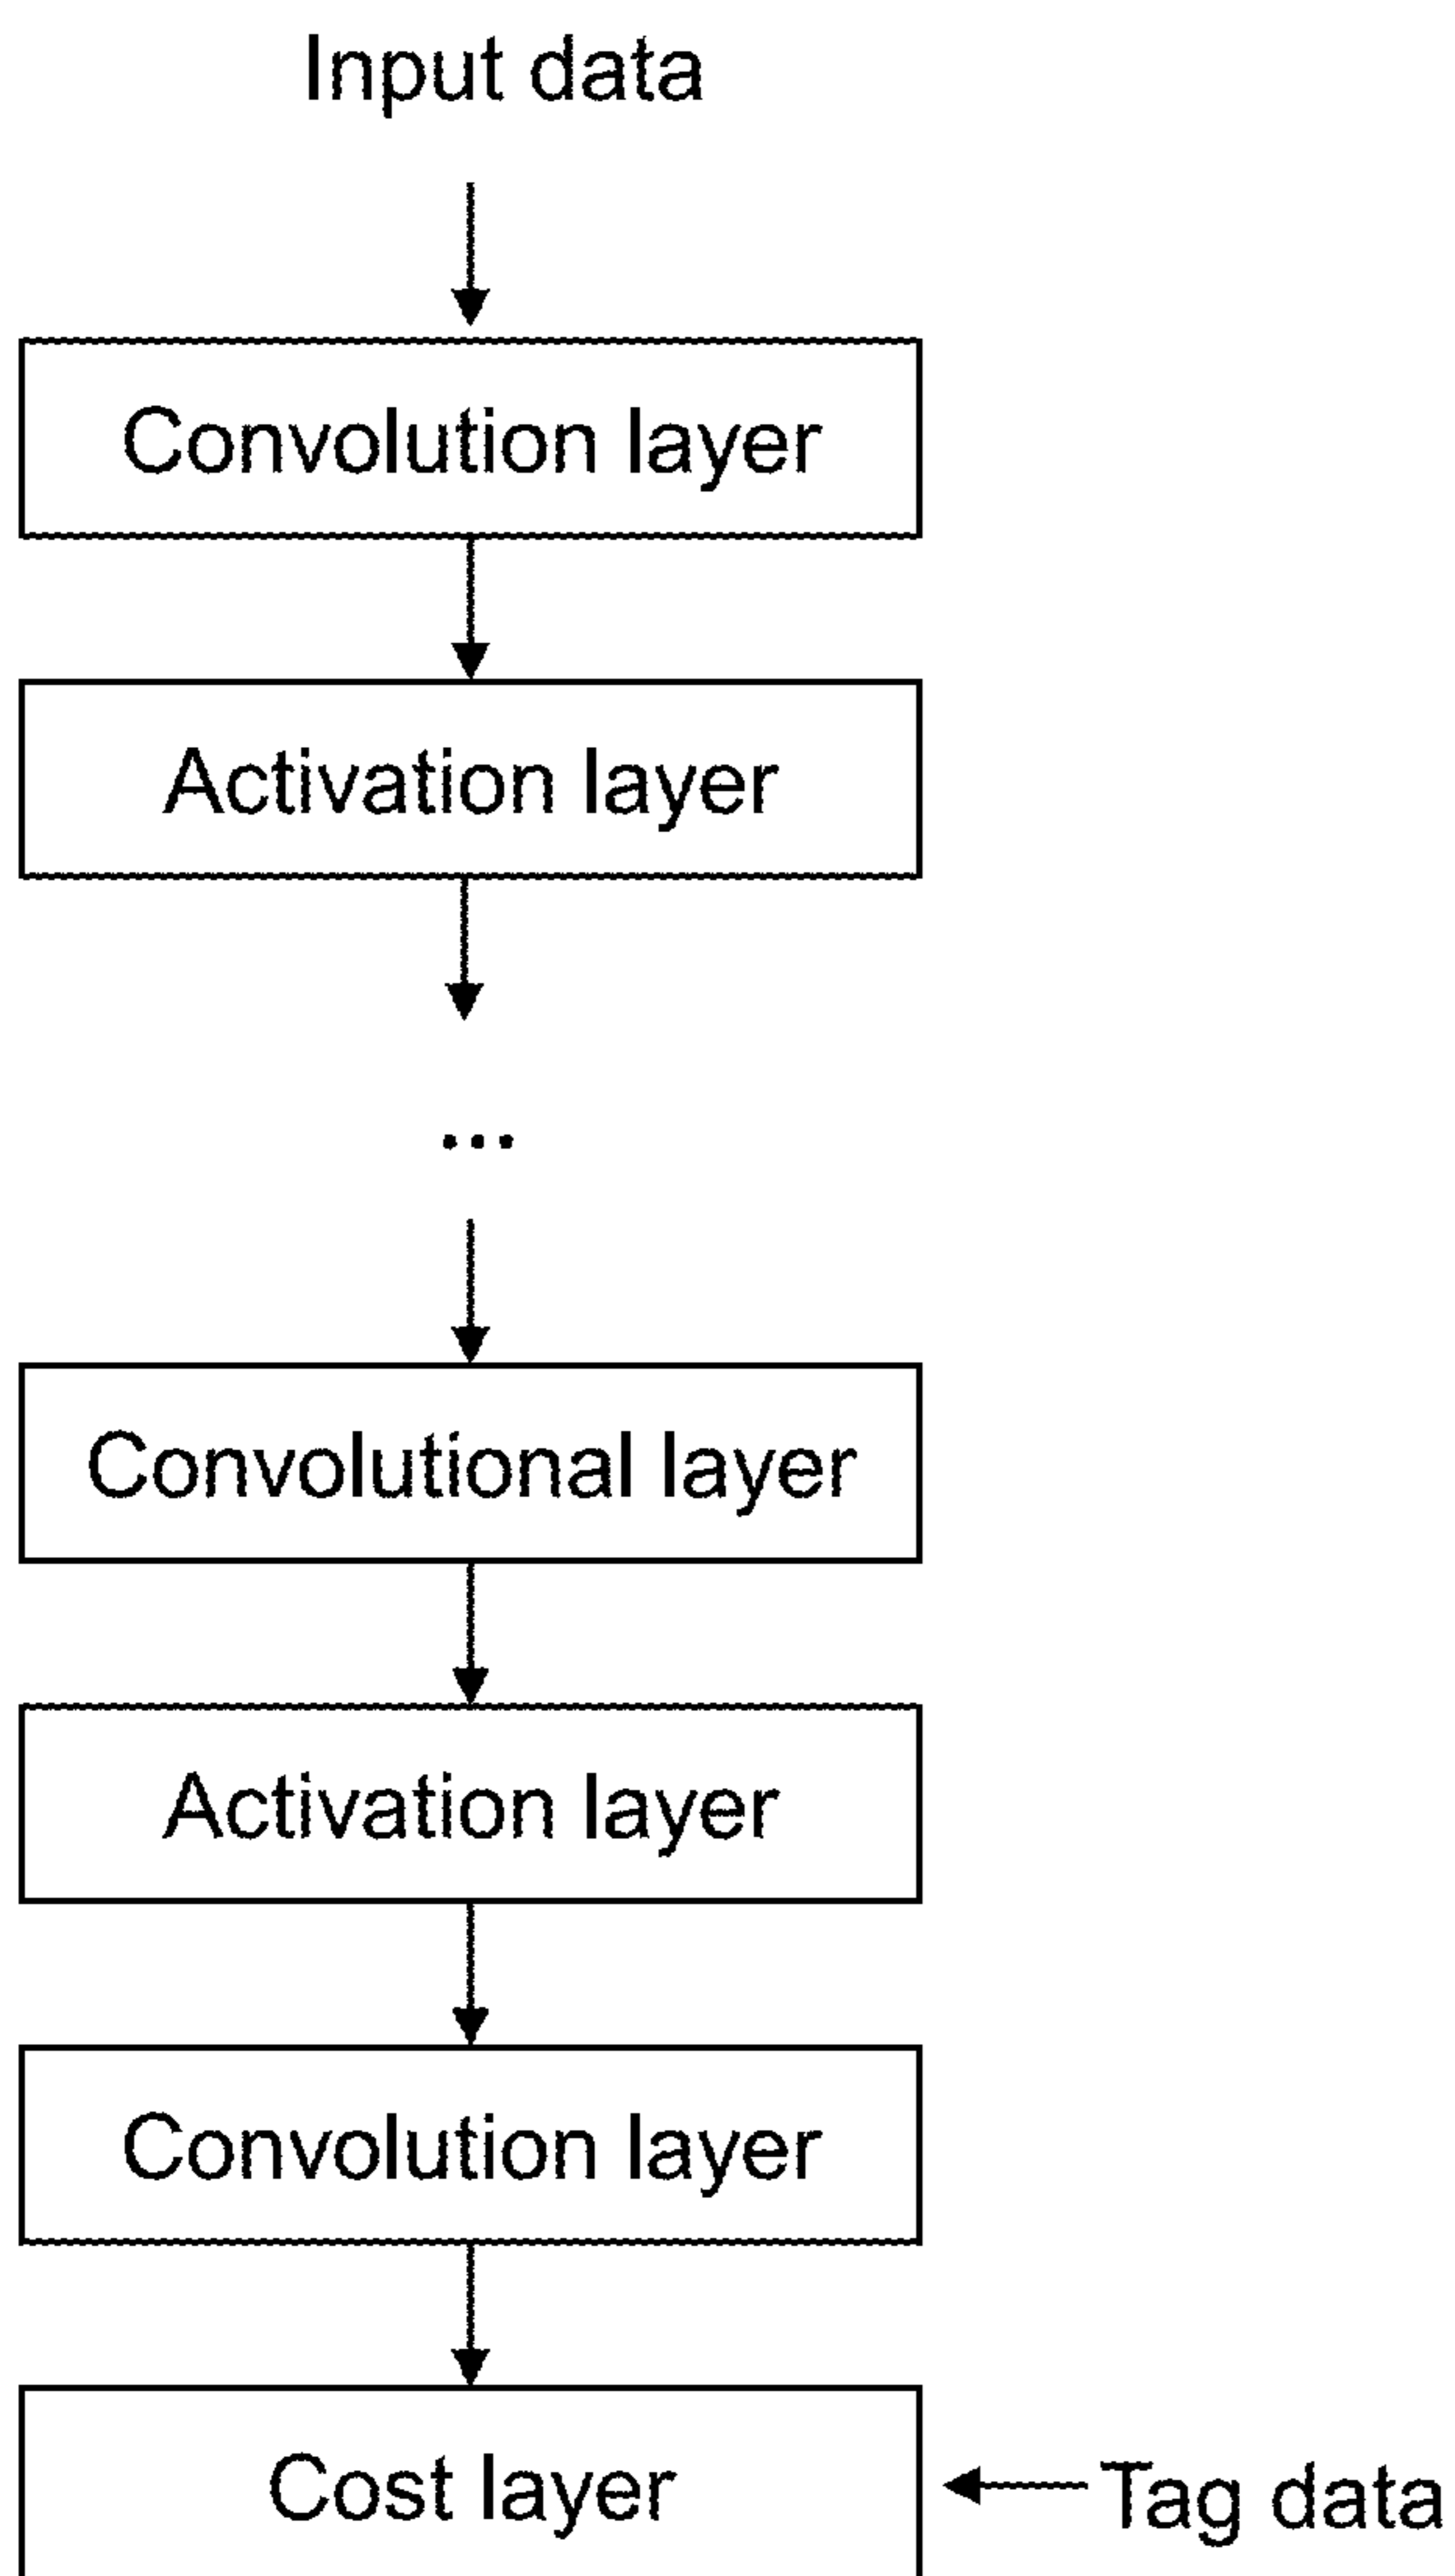 Input data
Convolution layer
Activation layer
...
Convolutional layer
Activation layer
Convolution layer
Cost layer
Tag data